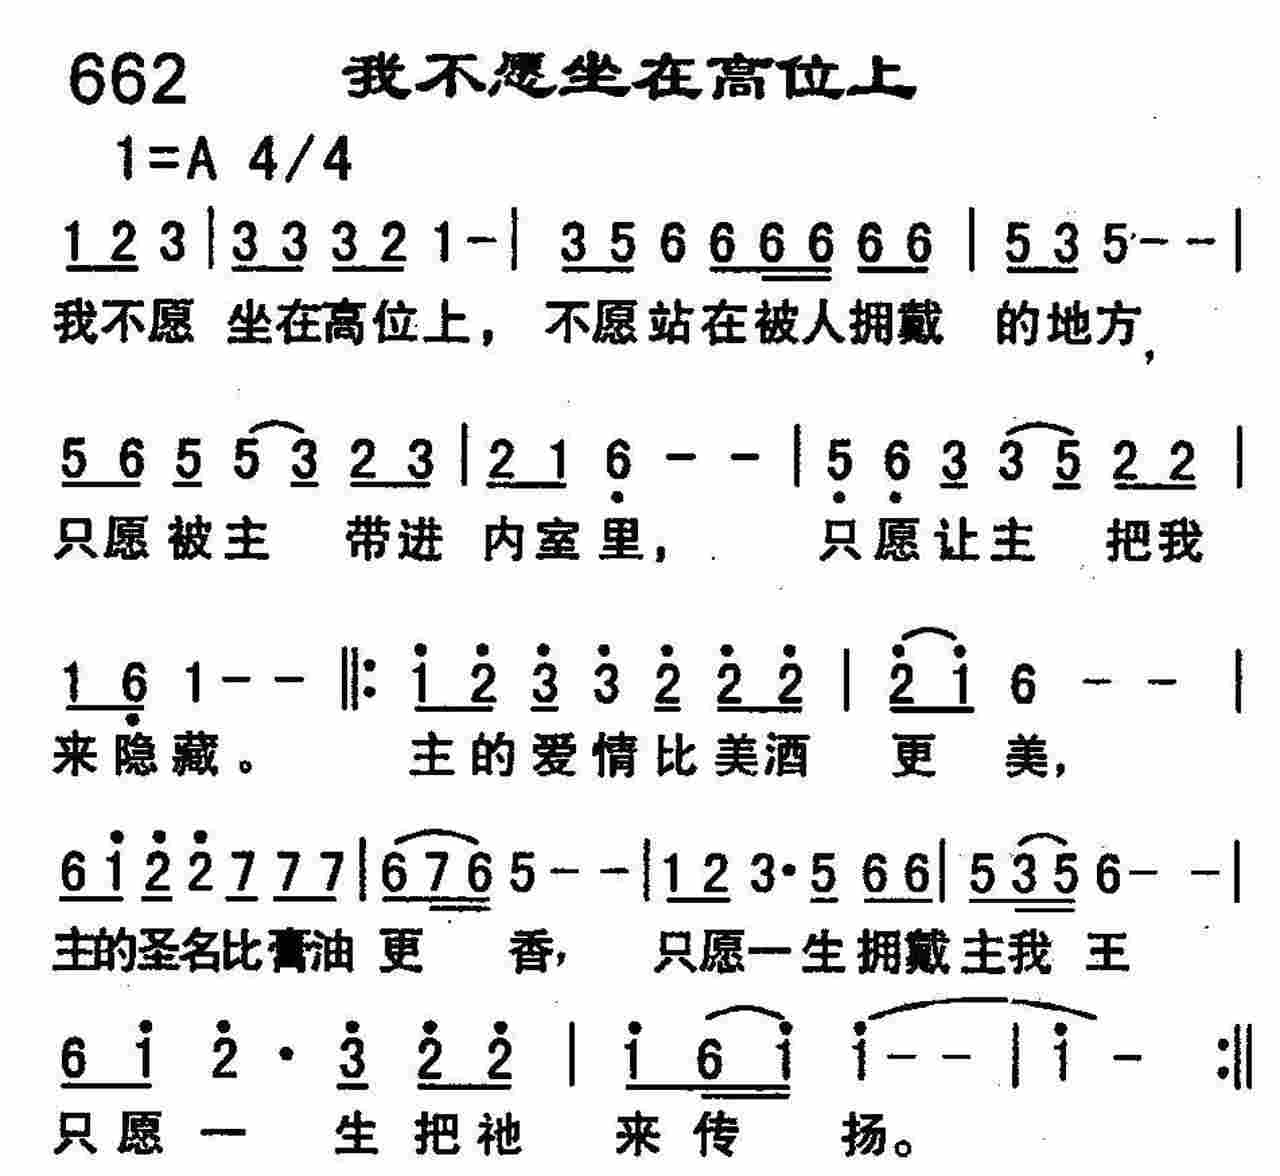 662 我不愿坐在高位上
1=A 4/4
1 2 3 | 3 3 3 2 1 - | 3 5 6 6 6 6 6 6 | 5 3 5 - - |
我不愿 坐在高位上，不愿站在被人拥戴 的地方，
5 6 5 5 3 2 3 | 2 1 6 - - | 5 6 3 3 5 2 2 |
只愿被主 带进 内室里， 只愿让主 把我
1 6 1 - - ‖: 1 2 3 3 2 2 2 | 2 1 6 - - |
来隐藏。 主的爱情比美酒 更 美，
6 1 2 2 7 7 7 | 6 7 6 5 - - | 1 2 3 · 5 6 6 | 5 3 5 6 - - |
主的圣名比膏油 更 香， 只愿一生拥戴主我 王
6 1 2 · 3 2 2 | 1 6 1 1 - - | 1 - :‖
只愿一 生把祂 来传 扬。